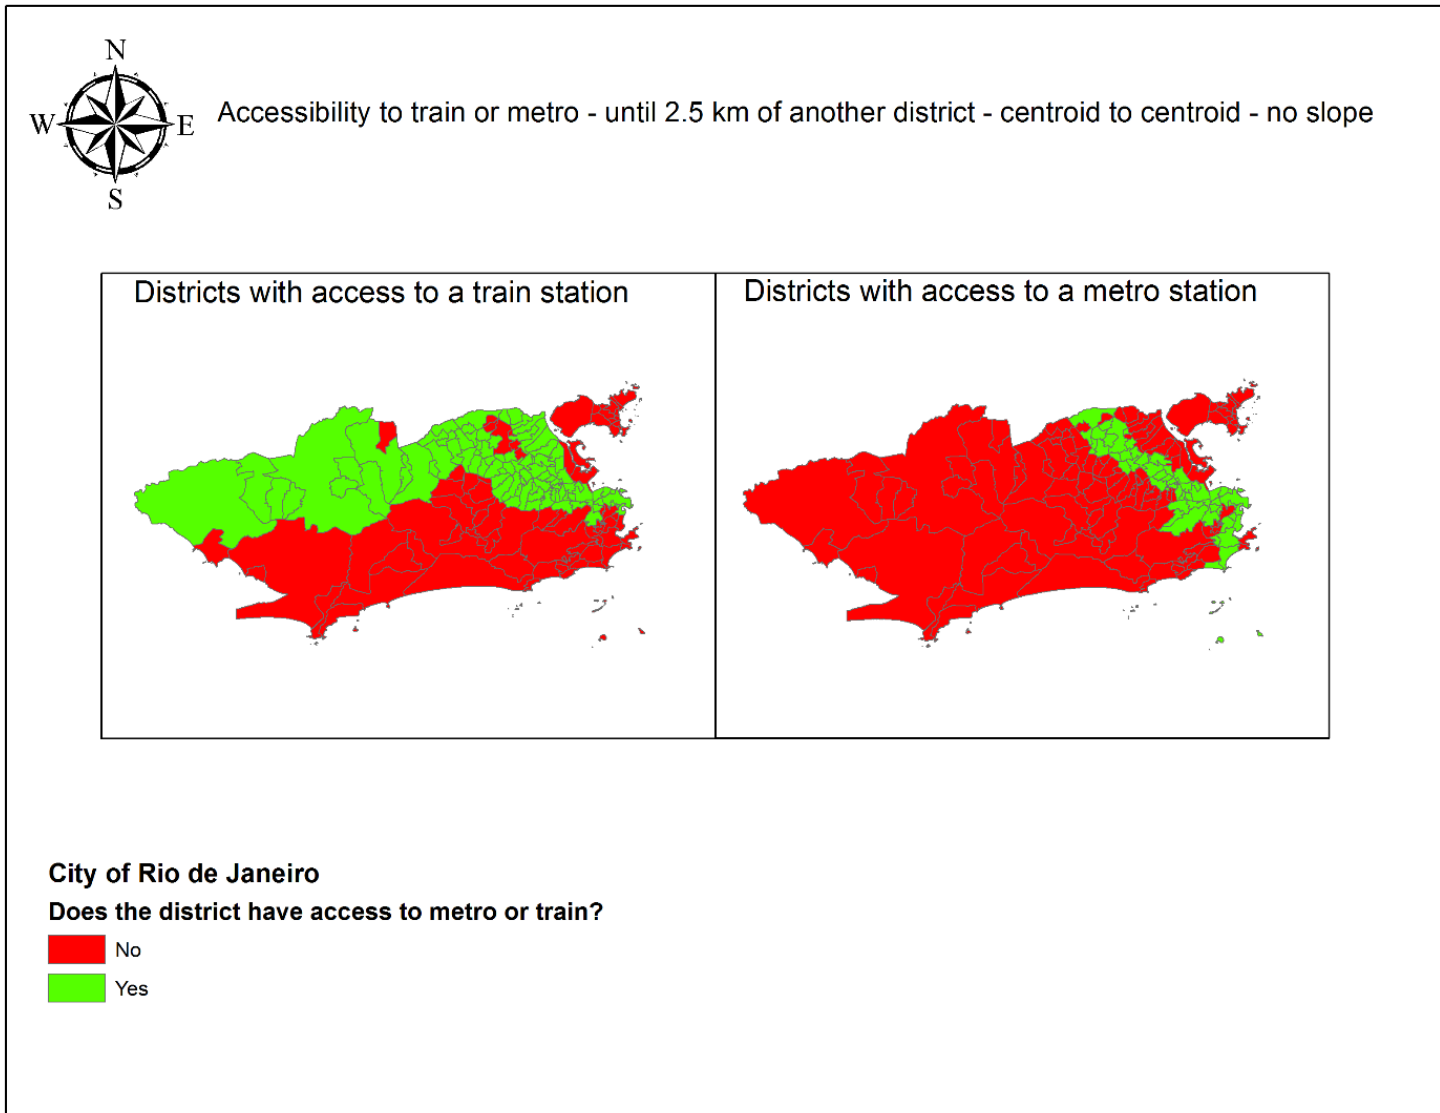 N
W
E
S
Accessibility to train or metro - until 2.5 km of another district - centroid to centroid - no slope
Districts with access to a train station
Districts with access to a metro station
City of Rio de Janeiro
Does the district have access to metro or train?
No
Yes